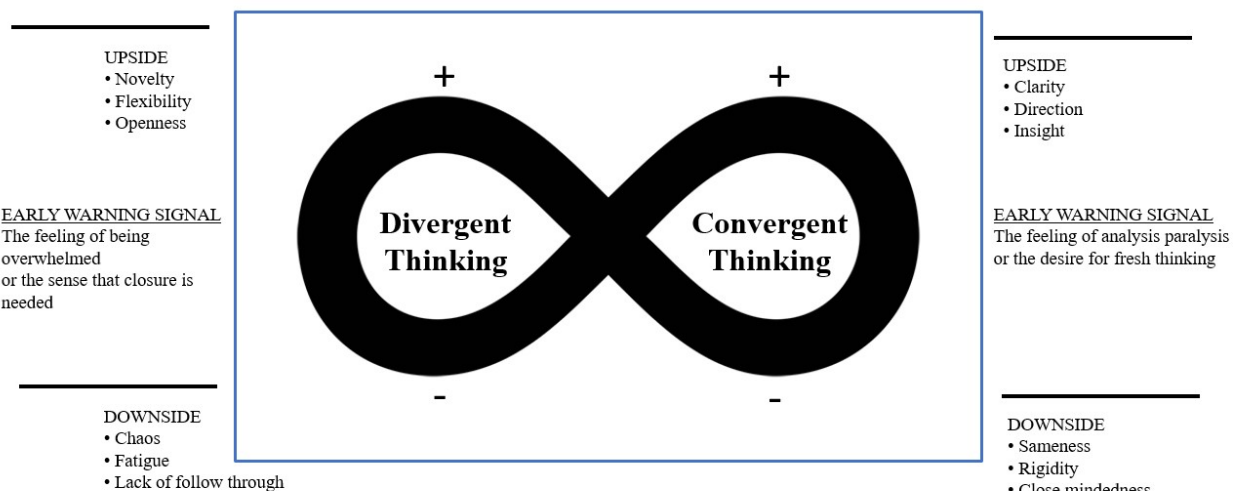 UPSIDE
• Novelty
• Flexibility
• Openness
EARLY WARNING SIGNAL
The feeling of being
overwhelmed
or the sense that closure is
needed
DOWNSIDE
• Chaos
• Fatigue
• Lack of follow through
+
+
Divergent
Thinking
Convergent
Thinking
-
-
UPSIDE
• Clarity
• Direction
• Insight
EARLY WARNING SIGNAL
The feeling of analysis paralysis
or the desire for fresh thinking
DOWNSIDE
• Sameness
• Rigidity
• Close mindedness